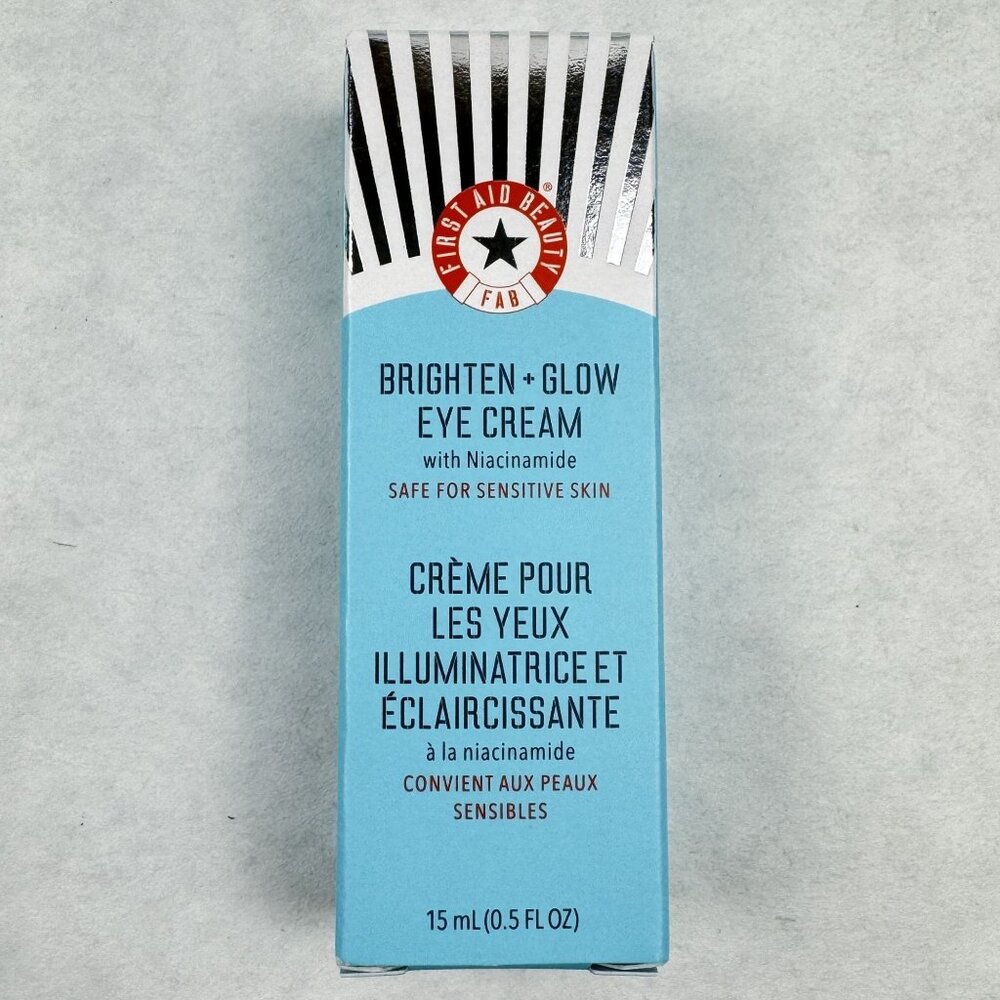 FIRST AID BEAUTY®
FAB
BRIGHTEN + GLOW
EYE CREAM
with Niacinamide
SAFE FOR SENSITIVE SKIN
CRÈME POUR
LES YEUX
ILLUMINATRICE ET
ÉCLAIRCISSANTE
à la niacinamide
CONVIENT AUX PEAUX
SENSIBLES
15 mL (0.5 FL OZ)